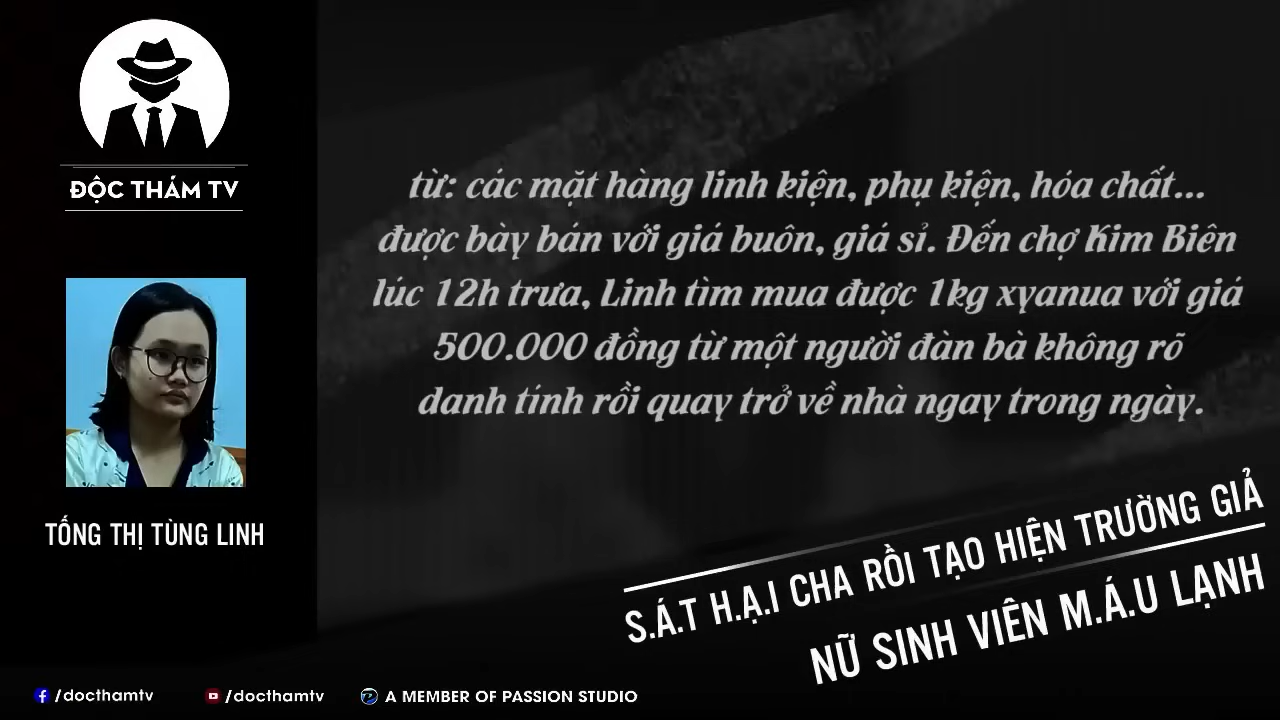 ĐỘC THÁM TV
TỐNG THỊ TÙNG LINH
từ: các mặt hàng linh kiện, phụ kiện, hóa chất...
được bày bán với giá buôn, giá sỉ. Đến chợ Kim Biên
lúc 12h trưa, Linh tìm mua được 1kg xyanua với giá
500.000 đồng từ một người đàn bà không rõ
danh tính rồi quay trở về nhà ngay trong ngày.
S.Á.T H.Ạ.I CHA RỒI TẠO HIỆN TRƯỜNG GIẢ
NỮ SINH VIÊN M.Á.U LẠNH
/docthamtv
/docthamtv
A MEMBER OF PASSION STUDIO